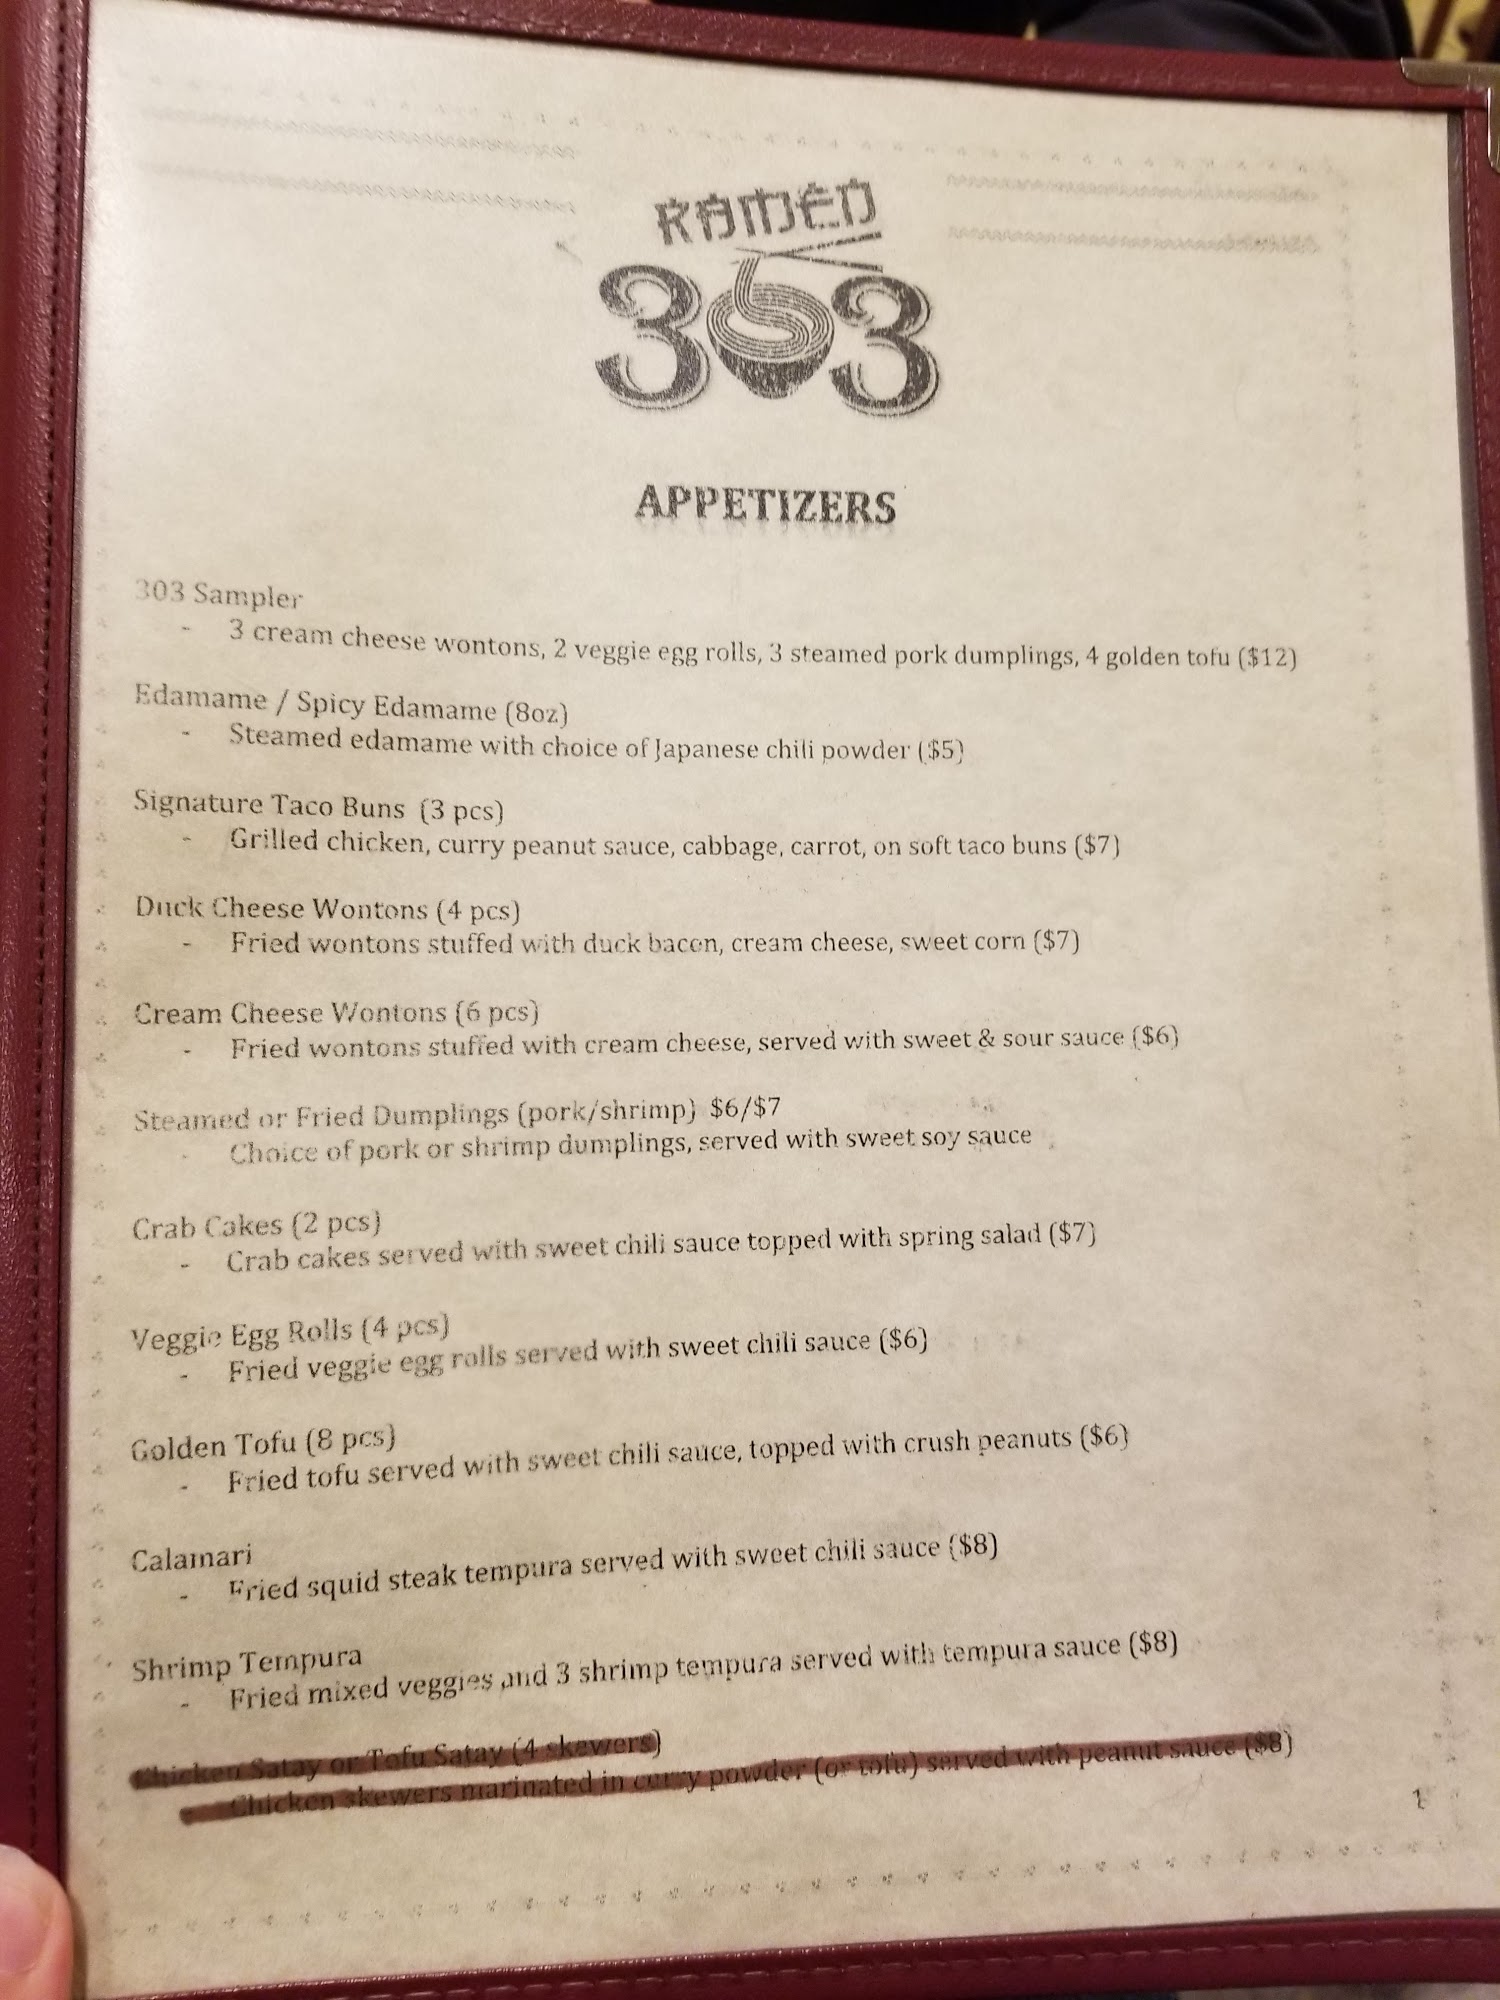 RAMEN
303
APPETIZERS
303 Sampler
- 3 cream cheese wontons, 2 veggie egg rolls, 3 steamed pork dumplings, 4 golden tofu ($12)
Edamame / Spicy Edamame (8oz)
- Steamed edamame with choice of Japanese chili powder ($5)
Signature Taco Buns (3 pcs)
- Grilled chicken, curry peanut sauce, cabbage, carrot, on soft taco buns ($7)
Duck Cheese Wontons (4 pcs)
- Fried wontons stuffed with duck bacon, cream cheese, sweet corn ($7)
Cream Cheese Wontons (6 pcs)
- Fried wontons stuffed with cream cheese, served with sweet & sour sauce ($6)
Steamed or Fried Dumplings (pork/shrimp) $6/$7
- Choice of pork or shrimp dumplings, served with sweet soy sauce
Crab Cakes (2 pcs)
- Crab cakes served with sweet chili sauce topped with spring salad ($7)
Veggie Egg Rolls (4 pcs)
- Fried veggie egg rolls served with sweet chili sauce ($6)
Golden Tofu (8 pcs)
- Fried tofu served with sweet chili sauce, topped with crush peanuts ($6)
Calamari
- Fried squid steak tempura served with sweet chili sauce ($8)
Shrimp Tempura
- Fried mixed veggies and 3 shrimp tempura served with tempura sauce ($8)
Chicken Satay or Tofu Satay (4 skewers)
- Chicken skewers marinated in curry powder (or tofu) served with peanut sauce ($8)
1